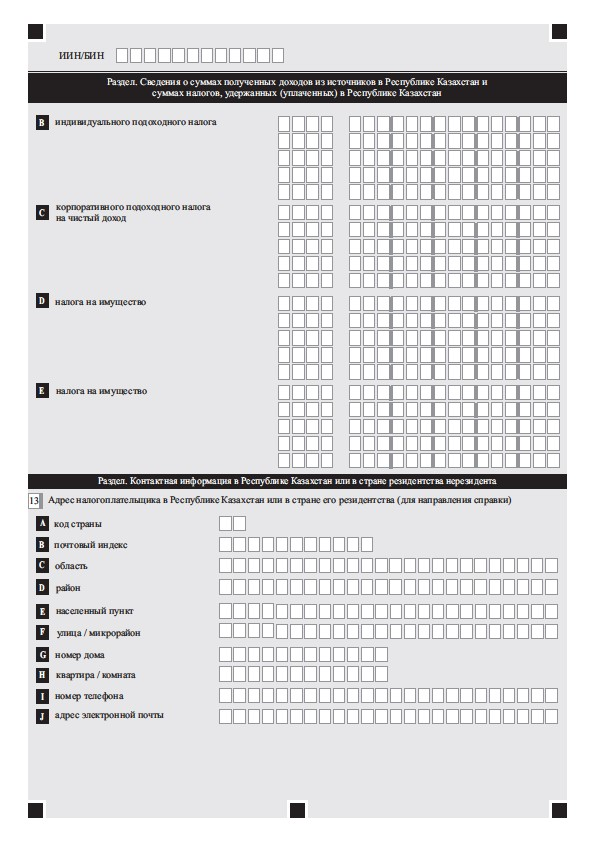 ИИН/БИН
Раздел. Сведения о суммах полученных доходов из источников в Республике Казахстан и
суммах налогов, удержанных (уплаченных) в Республике Казахстан
B индивидуального подоходного налога
C корпоративного подоходного налога
на чистый доход
D налога на имущество
E налога на имущество
Раздел. Контактная информация в Республике Казахстан или в стране резидентства нерезидента
13 Адрес налогоплательщика в Республике Казахстан или в стране его резидентства (для направления справки)
A код страны
B почтовый индекс
C область
D район
E населенный пункт
F улица / микрорайон
G номер дома
H квартира / комната
I номер телефона
J адрес электронной почты